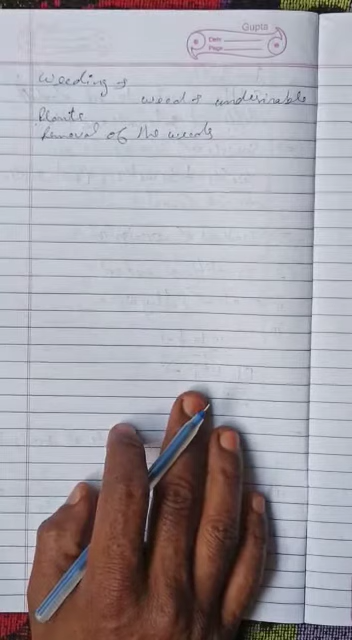 Gupta
Date
Page
Weeding :
weed : undesirable
Plants
Removal of the weeds